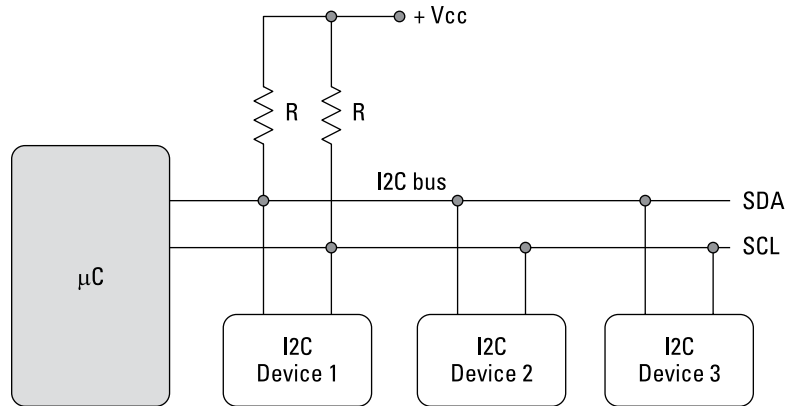 + Vcc
R
R
I2C bus
SDA
SCL
μC
I2C
Device 1
I2C
Device 2
I2C
Device 3